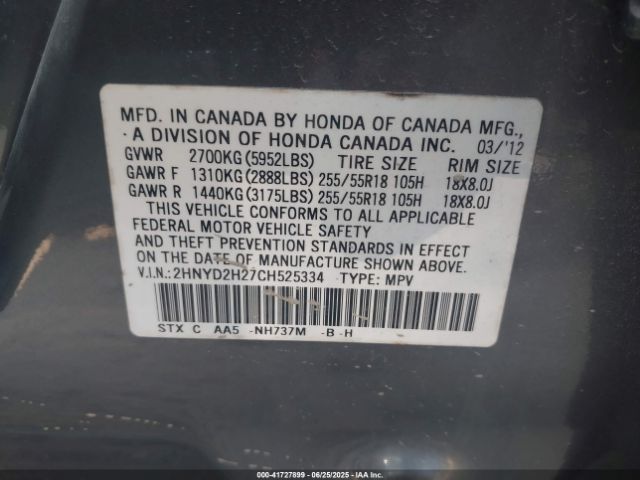 MFD. IN CANADA BY HONDA OF CANADA MFG.,
A DIVISION OF HONDA CANADA INC. 03/'12
GVWR 2700KG(5952LBS) TIRE SIZE RIM SIZE
GAWR F 1310KG(2888LBS) 255/55R18 105H 18X8.0J
GAWR R 1440KG(3175LBS) 255/55R18 105H 18X8.0J
THIS VEHICLE CONFORMS TO ALL APPLICABLE
FEDERAL MOTOR VEHICLE SAFETY
AND THEFT PREVENTION STANDARDS IN EFFECT
ON THE DATE OF MANUFACTURE SHOWN ABOVE.
V.I.N.:2HNYD2H27CH525334 TYPE: MPV
STX C AA5 -NH737M -B -H
000-41727899 - 06/25/2025 - IAA Inc.